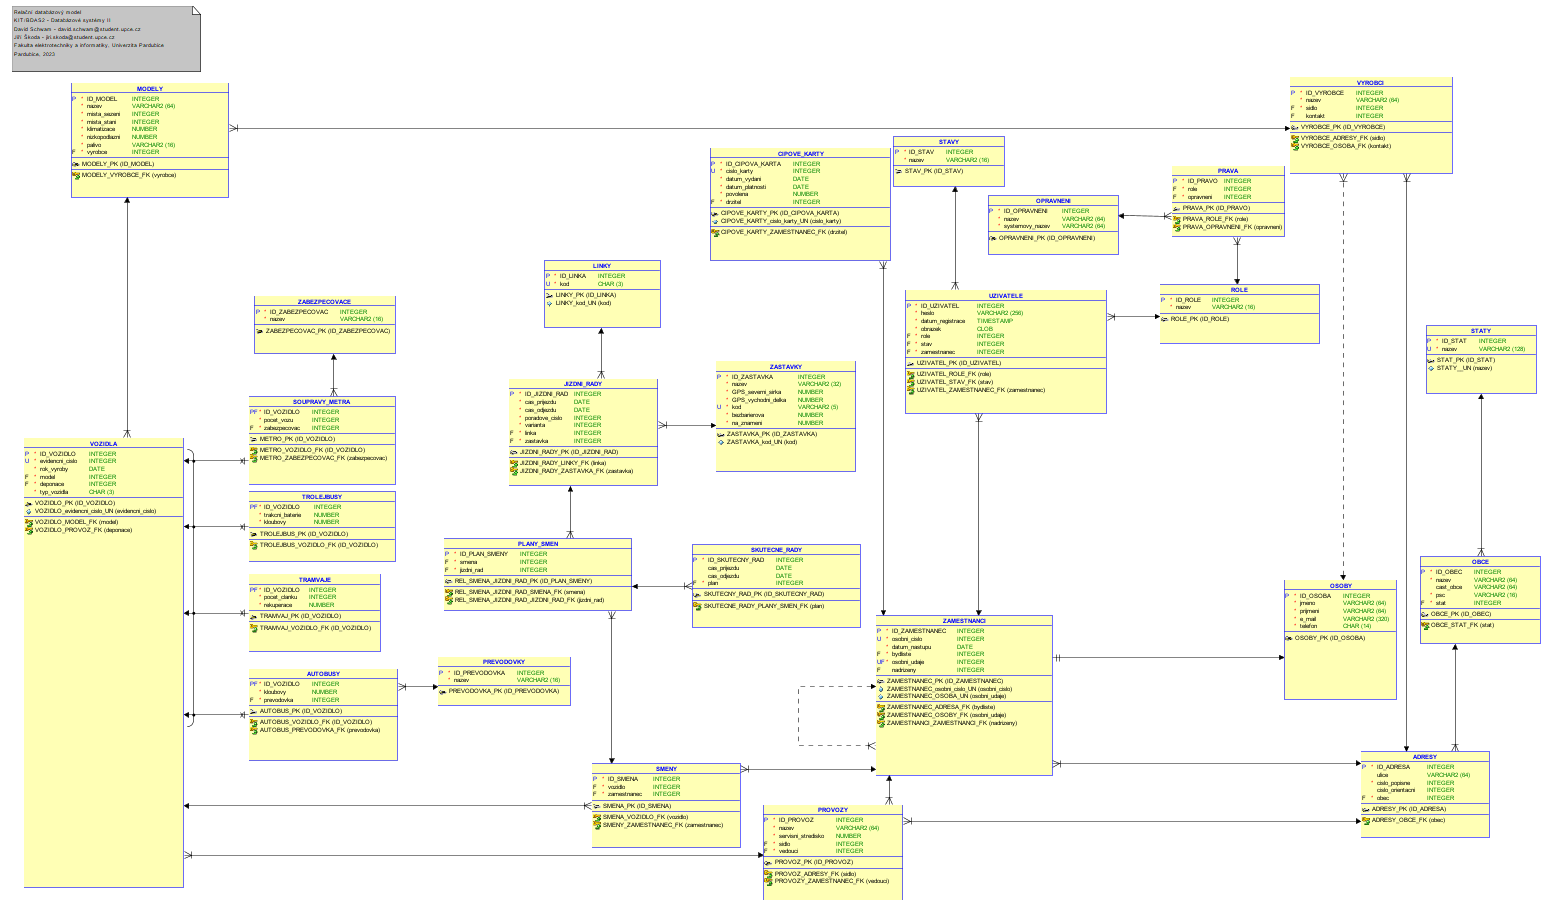 Relační databázový model
KIT/IBDAS2 - Databázové systémy II
David Schwam - david.schwam@student.upce.cz
Jiří Škoda - jiri.skoda@student.upce.cz
Fakulta elektrotechniky a informatiky, Univerzita Pardubice
Pardubice, 2023
MODELY
P * ID_MODEL INTEGER
* nazev VARCHAR2 (64)
* mista_sezeni INTEGER
* mista_stani INTEGER
* klimatizace NUMBER
* nizkopodlazni NUMBER
* palivo VARCHAR2 (16)
F * vyrobce INTEGER
MODELY_PK (ID_MODEL)
MODELY_VYROBCE_FK (vyrobce)
VYROBCI
P * ID_VYROBCE INTEGER
* nazev VARCHAR2 (64)
F * sidlo INTEGER
F kontakt INTEGER
VYROBCE_PK (ID_VYROBCE)
VYROBCE_ADRESY_FK (sidlo)
VYROBCE_OSOBA_FK (kontakt)
CIPOVE_KARTY
P * ID_CIPOVA_KARTA INTEGER
U * cislo_karty INTEGER
* datum_vydani DATE
* datum_platnosti DATE
* povolena NUMBER
F * drzitel INTEGER
CIPOVE_KARTY_PK (ID_CIPOVA_KARTA)
CIPOVE_KARTY_cislo_karty_UN (cislo_karty)
CIPOVE_KARTY_ZAMESTNANEC_FK (drzitel)
STAVY
P * ID_STAV INTEGER
* nazev VARCHAR2 (16)
STAV_PK (ID_STAV)
OPRAVNENI
P * ID_OPRAVNENI INTEGER
* nazev VARCHAR2 (64)
* systemovy_nazev VARCHAR2 (64)
OPRAVNENI_PK (ID_OPRAVNENI)
PRAVA
P * ID_PRAVO INTEGER
F * role INTEGER
F * opravneni INTEGER
PRAVA_PK (ID_PRAVO)
PRAVA_ROLE_FK (role)
PRAVA_OPRAVNENI_FK (opravneni)
LINKY
P * ID_LINKA INTEGER
U * kod CHAR (3)
LINKY_PK (ID_LINKA)
LINKY_kod_UN (kod)
ZABEZPECOVACE
P * ID_ZABEZPECOVAC INTEGER
* nazev VARCHAR2 (16)
ZABEZPECOVAC_PK (ID_ZABEZPECOVAC)
UZIVATELE
P * ID_UZIVATEL INTEGER
* heslo VARCHAR2 (256)
* datum_registrace TIMESTAMP
* obrazek CLOB
F * role INTEGER
F * stav INTEGER
F * zamestnanec INTEGER
UZIVATEL_PK (ID_UZIVATEL)
UZIVATEL_ROLE_FK (role)
UZIVATEL_STAV_FK (stav)
UZIVATEL_ZAMESTNANEC_FK (zamestnanec)
ROLE
P * ID_ROLE INTEGER
* nazev VARCHAR2 (16)
ROLE_PK (ID_ROLE)
STATY
P * ID_STAT INTEGER
U * nazev VARCHAR2 (128)
STAT_PK (ID_STAT)
STATY__UN (nazev)
ZASTAVKY
P * ID_ZASTAVKA INTEGER
* nazev VARCHAR2 (32)
* GPS_severni_sirka NUMBER
* GPS_vychodni_delka NUMBER
U * kod VARCHAR2 (5)
* bezbarierova NUMBER
* na_znameni NUMBER
ZASTAVKA_PK (ID_ZASTAVKA)
ZASTAVKA_kod_UN (kod)
JIZDNI_RADY
P * ID_JIZDNI_RAD INTEGER
* cas_prijezdu DATE
* cas_odjezdu DATE
* poradove_cislo INTEGER
* varianta INTEGER
F * linka INTEGER
F * zastavka INTEGER
JIZDNI_RADY_PK (ID_JIZDNI_RAD)
JIZDNI_RADY_LINKY_FK (linka)
JIZDNI_RADY_ZASTAVKA_FK (zastavka)
SOUPRAVY_METRA
PF * ID_VOZIDLO INTEGER
* pocet_vozu INTEGER
F * zabezpecovac INTEGER
METRO_PK (ID_VOZIDLO)
METRO_VOZIDLO_FK (ID_VOZIDLO)
METRO_ZABEZPECOVAC_FK (zabezpecovac)
VOZIDLA
P * ID_VOZIDLO INTEGER
U * evidencni_cislo INTEGER
* rok_vyroby DATE
F * model INTEGER
F * deponace INTEGER
* typ_vozidla CHAR (3)
VOZIDLO_PK (ID_VOZIDLO)
VOZIDLO_evidencni_cislo_UN (evidencni_cislo)
VOZIDLO_MODEL_FK (model)
VOZIDLO_PROVOZ_FK (deponace)
TROLEJBUSY
PF * ID_VOZIDLO INTEGER
* trakcni_baterie NUMBER
* kloubovy NUMBER
TROLEJBUS_PK (ID_VOZIDLO)
TROLEJBUS_VOZIDLO_FK (ID_VOZIDLO)
TRAMVAJE
PF * ID_VOZIDLO INTEGER
* pocet_clanku INTEGER
* rekuperace NUMBER
TRAMVAJ_PK (ID_VOZIDLO)
TRAMVAJ_VOZIDLO_FK (ID_VOZIDLO)
AUTOBUSY
PF * ID_VOZIDLO INTEGER
* kloubovy NUMBER
F * prevodovka INTEGER
AUTOBUS_PK (ID_VOZIDLO)
AUTOBUS_VOZIDLO_FK (ID_VOZIDLO)
AUTOBUS_PREVODOVKA_FK (prevodovka)
PREVODOVKY
P * ID_PREVODOVKA INTEGER
* nazev VARCHAR2 (16)
PREVODOVKA_PK (ID_PREVODOVKA)
PLANY_SMEN
P * ID_PLAN_SMENY INTEGER
F * smena INTEGER
F * jizdni_rad INTEGER
REL_SMENA_JIZDNI_RAD_PK (ID_PLAN_SMENY)
REL_SMENA_JIZDNI_RAD_SMENA_FK (smena)
REL_SMENA_JIZDNI_RAD_JIZDNI_RAD_FK (jizdni_rad)
SKUTECNE_RADY
P * ID_SKUTECNY_RAD INTEGER
cas_prijezdu DATE
cas_odjezdu DATE
F * plan INTEGER
SKUTECNY_RAD_PK (ID_SKUTECNY_RAD)
SKUTECNE_RADY_PLANY_SMEN_FK (plan)
ZAMESTNANCI
P * ID_ZAMESTNANEC INTEGER
U * osobni_cislo INTEGER
* datum_nastupu DATE
F * bydliste INTEGER
UF * osobni_udaje INTEGER
F nadrizeny INTEGER
ZAMESTNANEC_PK (ID_ZAMESTNANEC)
ZAMESTNANEC_osobni_cislo_UN (osobni_cislo)
ZAMESTNANEC_OSOBA_UN (osobni_udaje)
ZAMESTNANEC_ADRESA_FK (bydliste)
ZAMESTNANEC_OSOBY_FK (osobni_udaje)
ZAMESTNANCI_ZAMESTNANCI_FK (nadrizeny)
OSOBY
P * ID_OSOBA INTEGER
* jmeno VARCHAR2 (64)
* prijmeni VARCHAR2 (64)
* e_mail VARCHAR2 (320)
* telefon CHAR (14)
OSOBY_PK (ID_OSOBA)
OBCE
P * ID_OBEC INTEGER
* nazev VARCHAR2 (64)
cast_obce VARCHAR2 (64)
* psc VARCHAR2 (16)
F * stat INTEGER
OBCE_PK (ID_OBEC)
OBCE_STAT_FK (stat)
SMENY
P * ID_SMENA INTEGER
F * vozidlo INTEGER
F * zamestnanec INTEGER
SMENA_PK (ID_SMENA)
SMENA_VOZIDLO_FK (vozidlo)
SMENY_ZAMESTNANEC_FK (zamestnanec)
PROVOZY
P * ID_PROVOZ INTEGER
* nazev VARCHAR2 (64)
* servisni_stredisko NUMBER
F * sidlo INTEGER
F * vedouci INTEGER
PROVOZ_PK (ID_PROVOZ)
PROVOZ_ADRESY_FK (sidlo)
PROVOZY_ZAMESTNANEC_FK (vedouci)
ADRESY
P * ID_ADRESA INTEGER
ulice VARCHAR2 (64)
* cislo_popisne INTEGER
cislo_orientacni INTEGER
F * obec INTEGER
ADRESY_PK (ID_ADRESA)
ADRESY_OBCE_FK (obec)